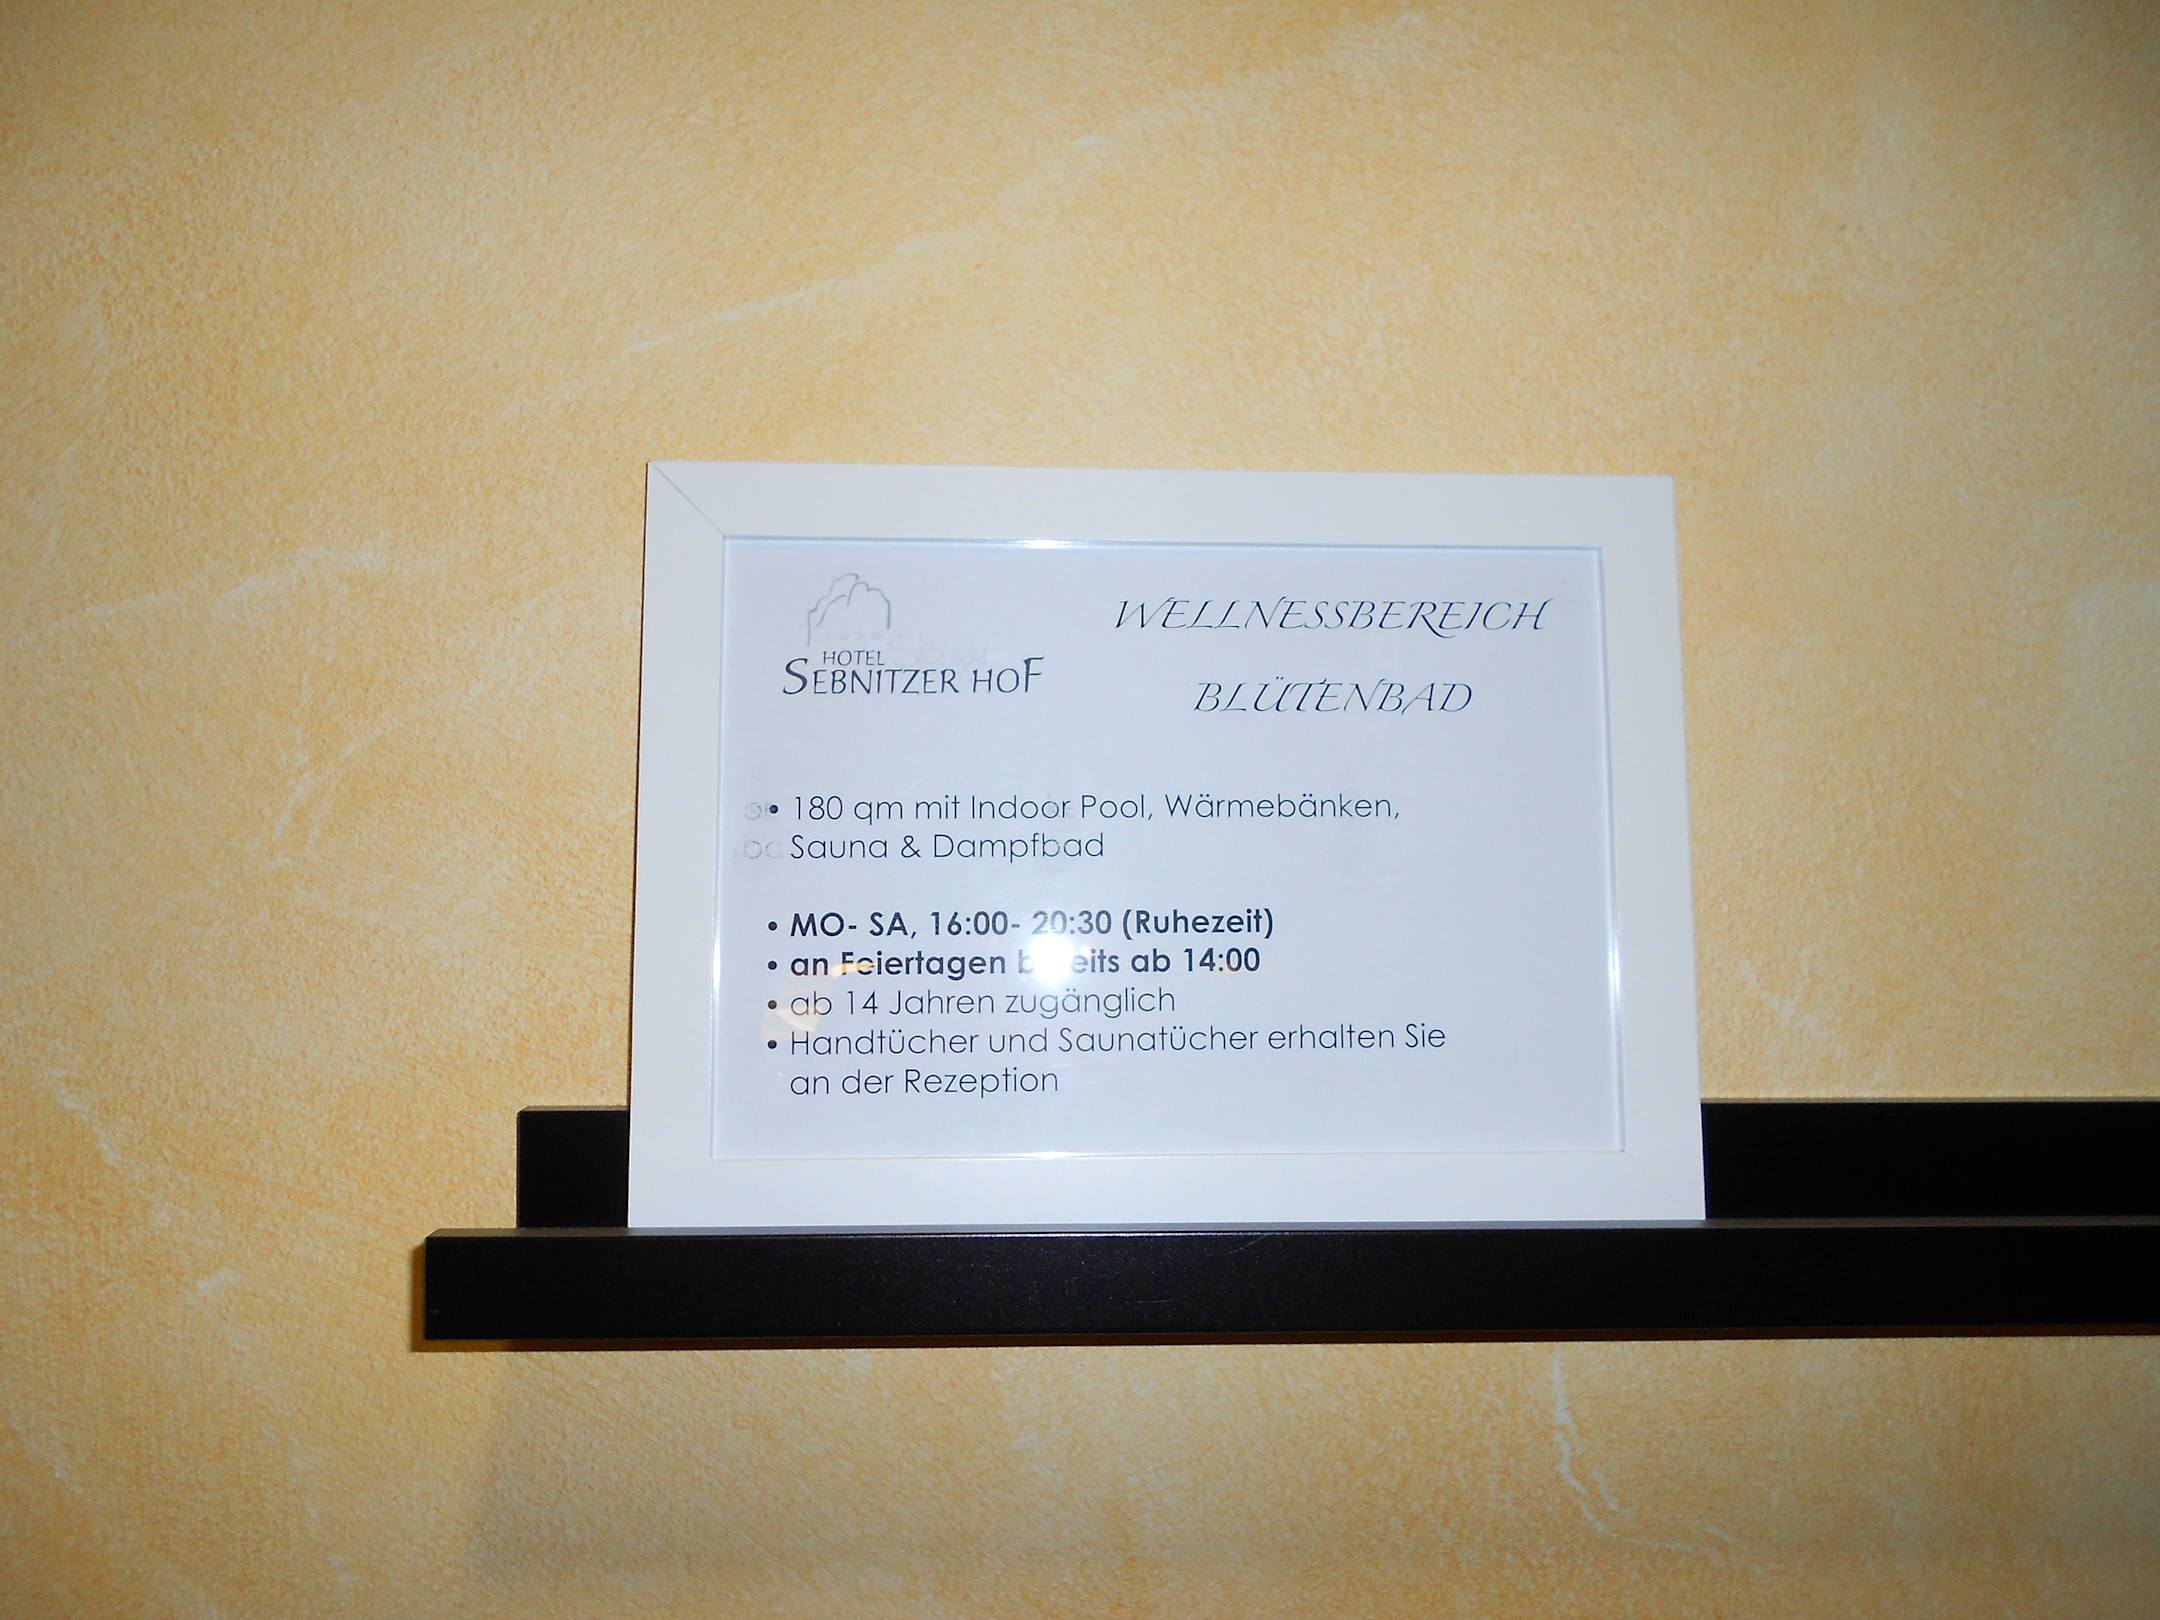 HOTEL
SEBNITZER HOF
WELLNESSBEREICH
BLÜTENBAD
• 180 qm mit Indoor Pool, Wärmebänken,
Sauna & Dampfbad
• MO- SA, 16:00- 20:30 (Ruhezeit)
• an Feiertagen bereits ab 14:00
• ab 14 Jahren zugänglich
• Handtücher und Saunatücher erhalten Sie
an der Rezeption